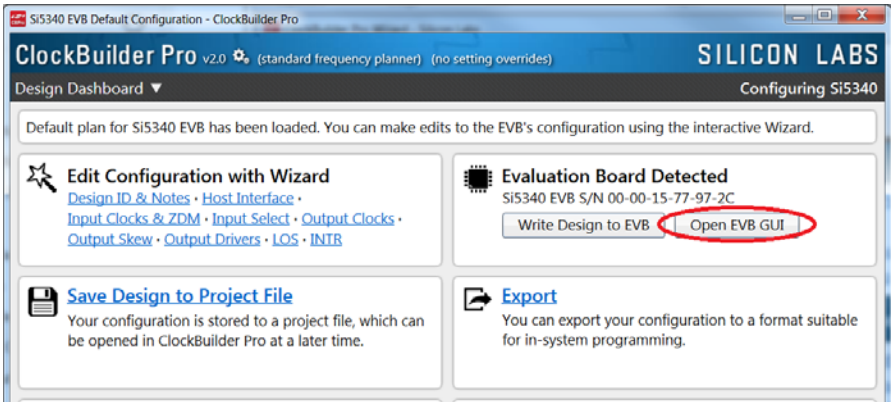 Si5340 EVB Default Configuration - ClockBuilder Pro
ClockBuilder Pro v2.0 (standard frequency planner) (no setting overrides) SILICON LABS
Design Dashboard ▼ Configuring Si5340
Default plan for Si5340 EVB has been loaded. You can make edits to the EVB's configuration using the interactive Wizard.
Edit Configuration with Wizard
Design ID & Notes · Host Interface ·
Input Clocks & ZDM · Input Select · Output Clocks ·
Output Skew · Output Drivers · LOS · INTR
Evaluation Board Detected
Si5340 EVB S/N 00-00-15-77-97-2C
Write Design to EVB Open EVB GUI
Save Design to Project File
Your configuration is stored to a project file, which can
be opened in ClockBuilder Pro at a later time.
Export
You can export your configuration to a format suitable
for in-system programming.